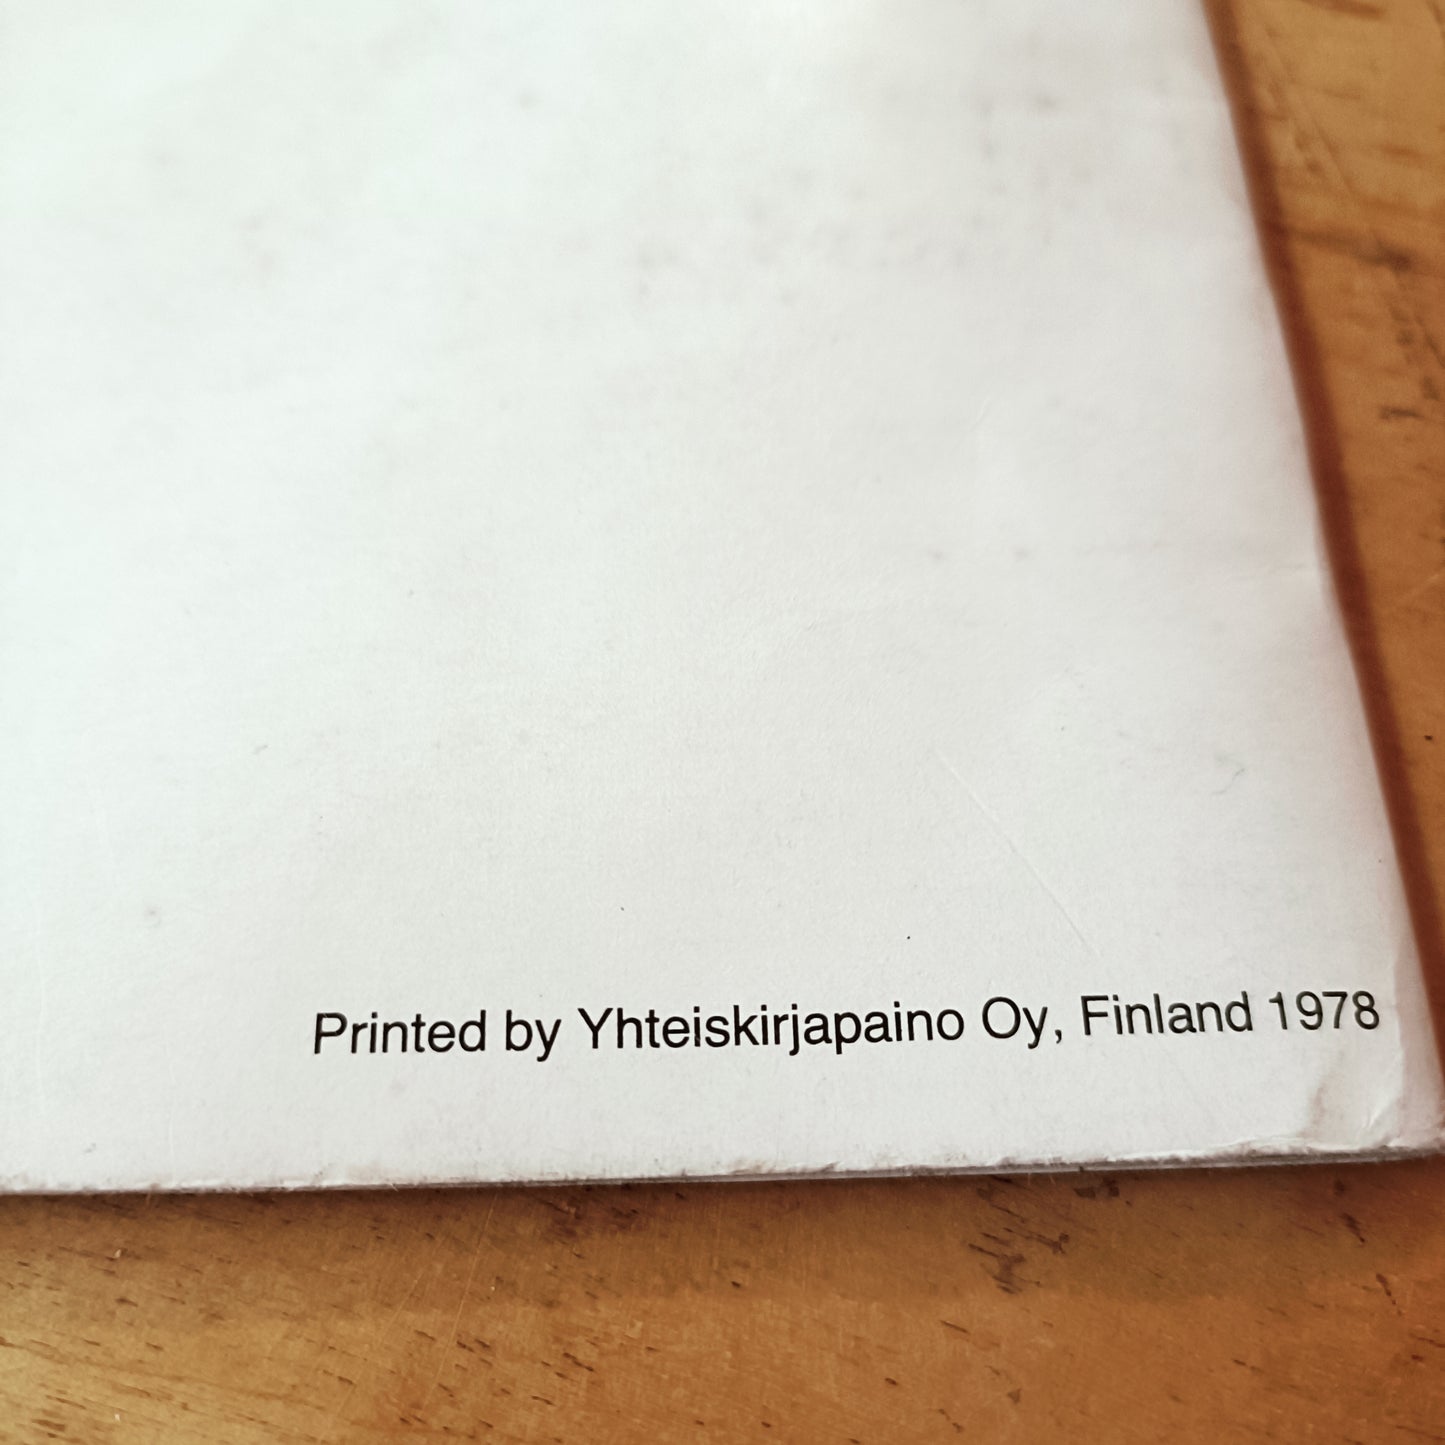 Printed by Yhteiskirjapaino Oy, Finland 1978